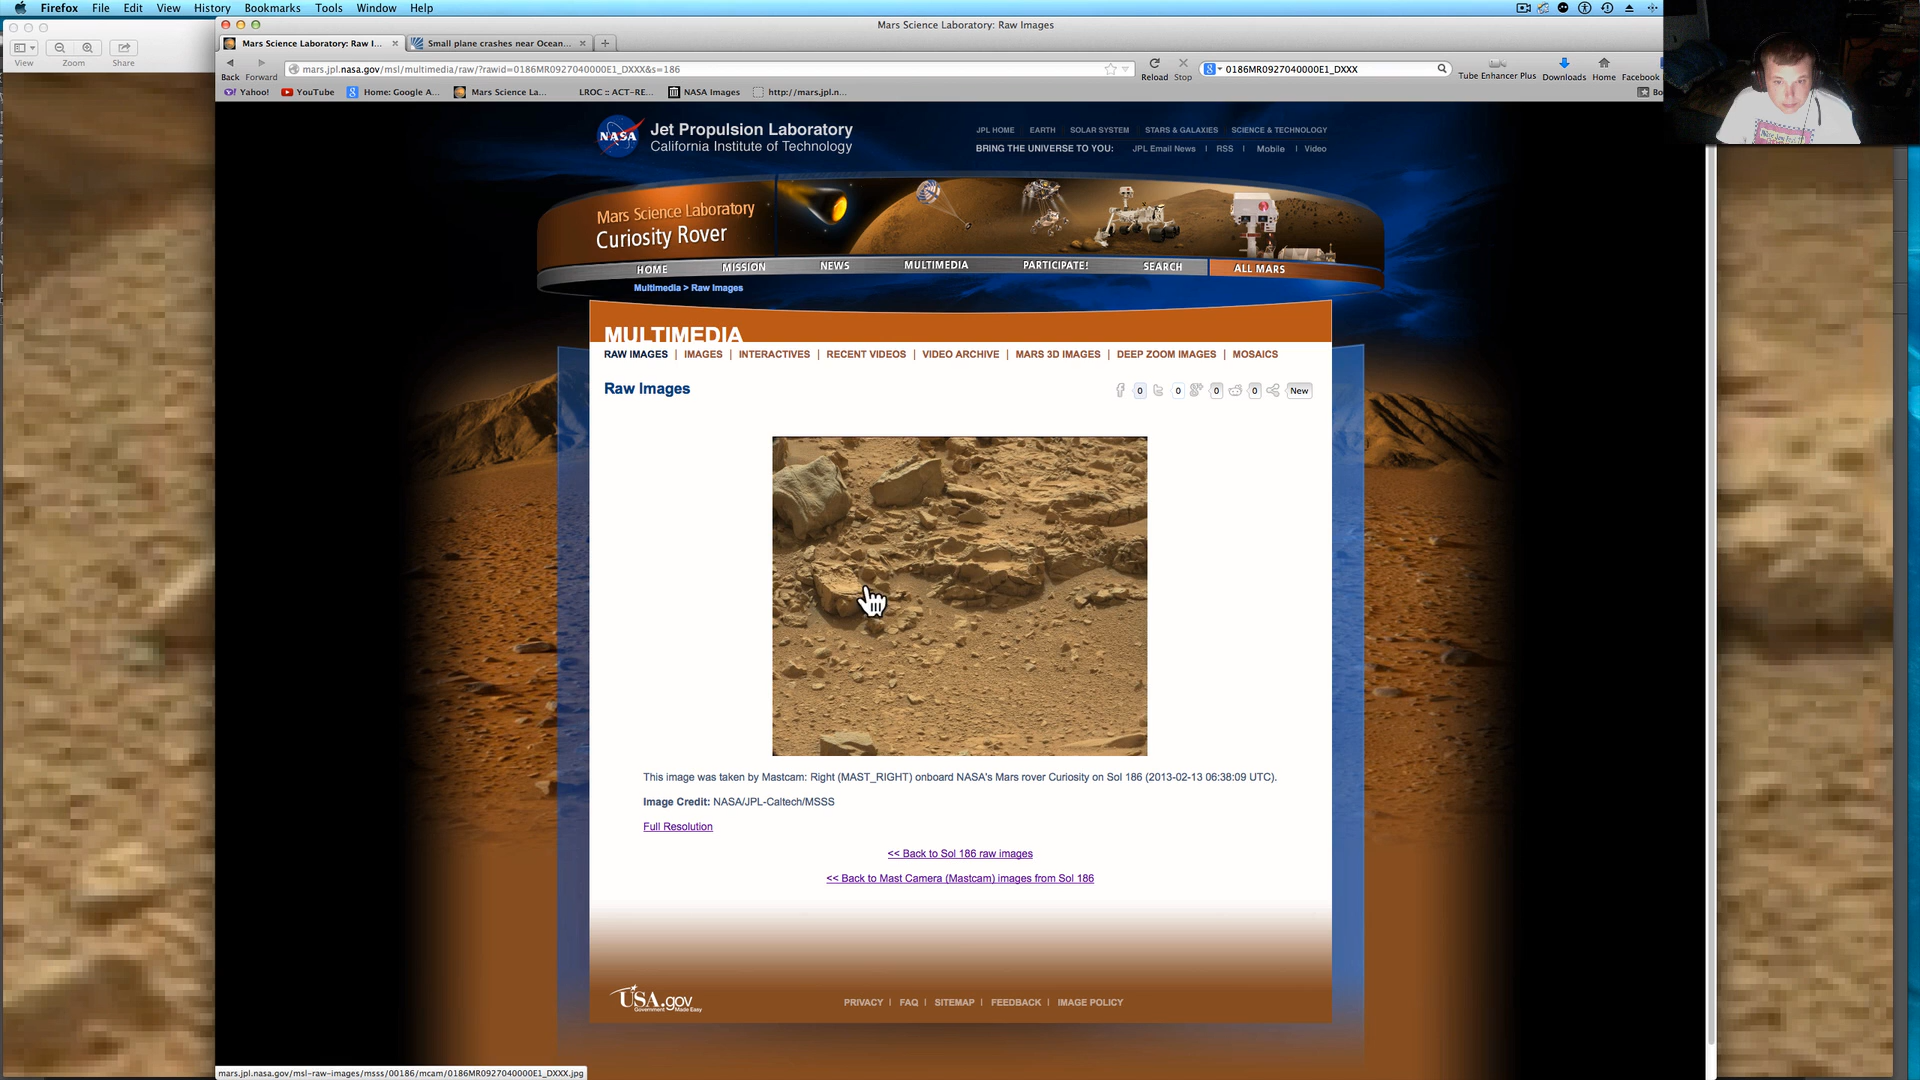 Firefox File Edit View History Bookmarks Tools Window Help
Mars Science Laboratory: Raw Images
Mars Science Laboratory: Raw I...
Small plane crashes near Ocean...
View Zoom Share
Back Forward
mars.jpl.nasa.gov/msl/multimedia/raw/?rawid=0186MR0927040000E1_DXXX&s=186
Reload Stop
0186MR0927040000E1_DXXX
Tube Enhancer Plus Downloads Home Facebook
Yahoo! YouTube Home: Google A... Mars Science La... LROC :: ACT-RE... NASA Images http://mars.jpl.n... Bo
NASA
Jet Propulsion Laboratory
California Institute of Technology
JPL HOME EARTH SOLAR SYSTEM STARS & GALAXIES SCIENCE & TECHNOLOGY
BRING THE UNIVERSE TO YOU: JPL Email News | RSS | Mobile | Video
Mars Science Laboratory
Curiosity Rover
HOME MISSION NEWS MULTIMEDIA PARTICIPATE! SEARCH ALL MARS
Multimedia > Raw Images
MULTIMEDIA
RAW IMAGES | IMAGES | INTERACTIVES | RECENT VIDEOS | VIDEO ARCHIVE | MARS 3D IMAGES | DEEP ZOOM IMAGES | MOSAICS
Raw Images
0 0 0 0 New
This image was taken by Mastcam: Right (MAST_RIGHT) onboard NASA's Mars rover Curiosity on Sol 186 (2013-02-13 06:38:09 UTC).
Image Credit: NASA/JPL-Caltech/MSSS
Full Resolution
<< Back to Sol 186 raw images
<< Back to Mast Camera (Mastcam) images from Sol 186
USA.gov
Government Made Easy
PRIVACY | FAQ | SITEMAP | FEEDBACK | IMAGE POLICY
mars.jpl.nasa.gov/msl-raw-images/msss/00186/mcam/0186MR0927040000E1_DXXX.jpg